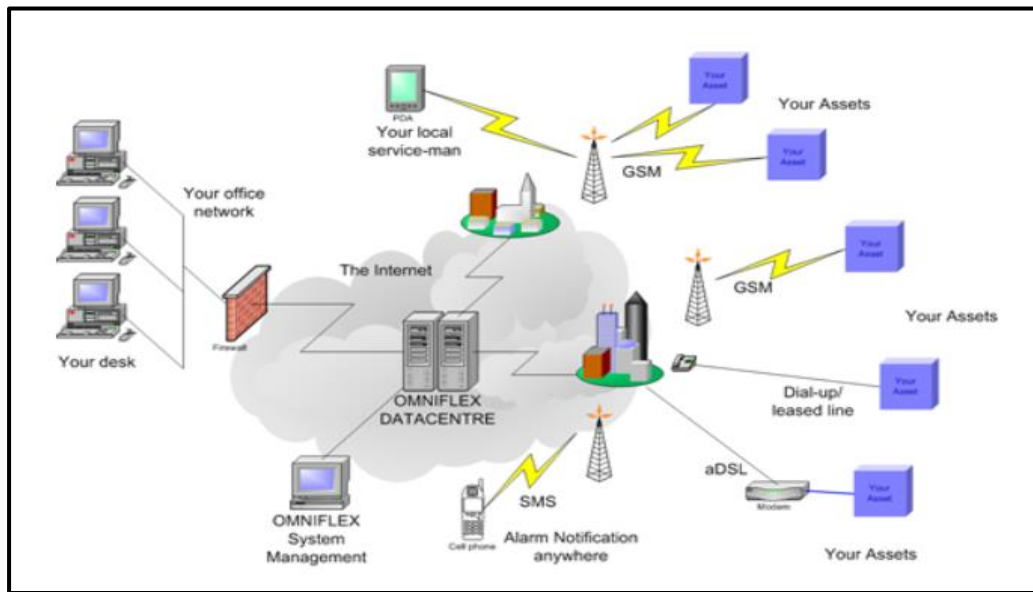 PDA
Your local
service-man
Your
Asset
Your Assets
Your
Asset
GSM
Your office
network
The Internet
Your
Asset
GSM
Your Assets
Firewall
Your desk
OMNIFLEX
DATACENTRE
Your
Asset
Dial-up/
leased line
aDSL
Modem
Your
Asset
Your Assets
OMNIFLEX
System
Management
SMS
Cell phone
Alarm Notification
anywhere